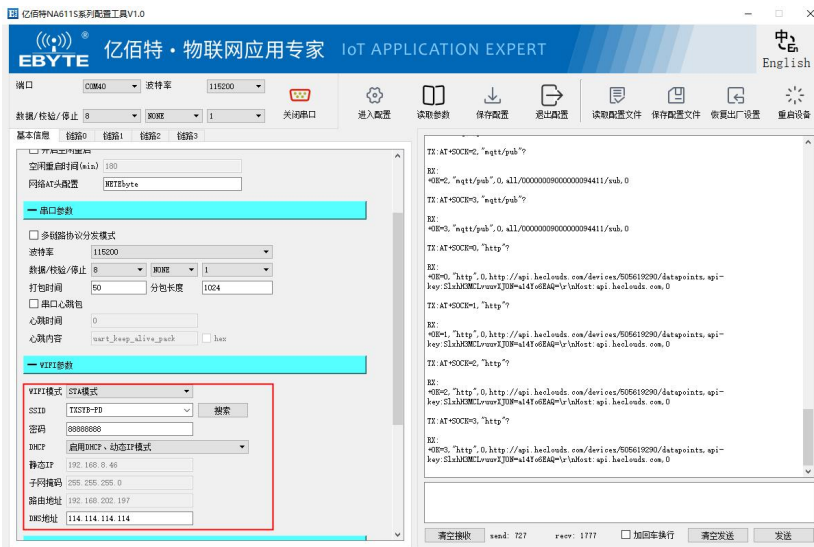 亿佰特NA611S系列配置工具V1.0
((·)) ®
EBYTE 亿佰特·物联网应用专家 IoT APPLICATION EXPERT 中En
English
端口 COM40 波特率 115200
数据/校验/停止 8 NONE 1
关闭串口 进入配置 读取参数 保存配置 退出配置 读取配置文件 保存配置文件 恢复出厂设置 重启设备
基本信息 链路0 链路1 链路2 链路3
开启空闲重启
空闲重启时间(min) 180
网络AT头配置 NETEbyte
一 串口参数
多链路协议分发模式
波特率 115200
数据/校验/停止 8 NONE 1
打包时间 50 分包长度 1024
串口心跳包
心跳时间 0
心跳内容 uart_keep_alive_pack hex
一 WIFI参数
WIFI模式 STA模式
SSID TXSYB-PD 搜索
密码 88888888
DHCP 启用DHCP、动态IP模式
静态IP 192.168.8.46
子网掩码 255.255.255.0
路由地址 192.168.202.197
DNS地址 114.114.114.114
TX:AT+SOCK=2,"mqtt/pub"?
RX:
+OK=2,"mqtt/pub",0,all/00000009000000094411/sub,0
TX:AT+SOCK=3,"mqtt/pub"?
RX:
+OK=3,"mqtt/pub",0,all/00000009000000094411/sub,0
TX:AT+SOCK=0,"http"?
RX:
+OK=0,"http",0,http://api.heclouds.com/devices/505619290/datapoints,api-
key:SlxhH3MCLvuuvXJON=a14Yo6EAQ=\r\nHost:api.heclouds.com,0
TX:AT+SOCK=1,"http"?
RX:
+OK=1,"http",0,http://api.heclouds.com/devices/505619290/datapoints,api-
key:SlxhH3MCLvuuvXJON=a14Yo6EAQ=\r\nHost:api.heclouds.com,0
TX:AT+SOCK=2,"http"?
RX:
+OK=2,"http",0,http://api.heclouds.com/devices/505619290/datapoints,api-
key:SlxhH3MCLvuuvXJON=a14Yo6EAQ=\r\nHost:api.heclouds.com,0
TX:AT+SOCK=3,"http"?
RX:
+OK=3,"http",0,http://api.heclouds.com/devices/505619290/datapoints,api-
key:SlxhH3MCLvuuvXJON=a14Yo6EAQ=\r\nHost:api.heclouds.com,0
清空接收 send: 727 recv: 1777 加回车换行 清空发送 发送